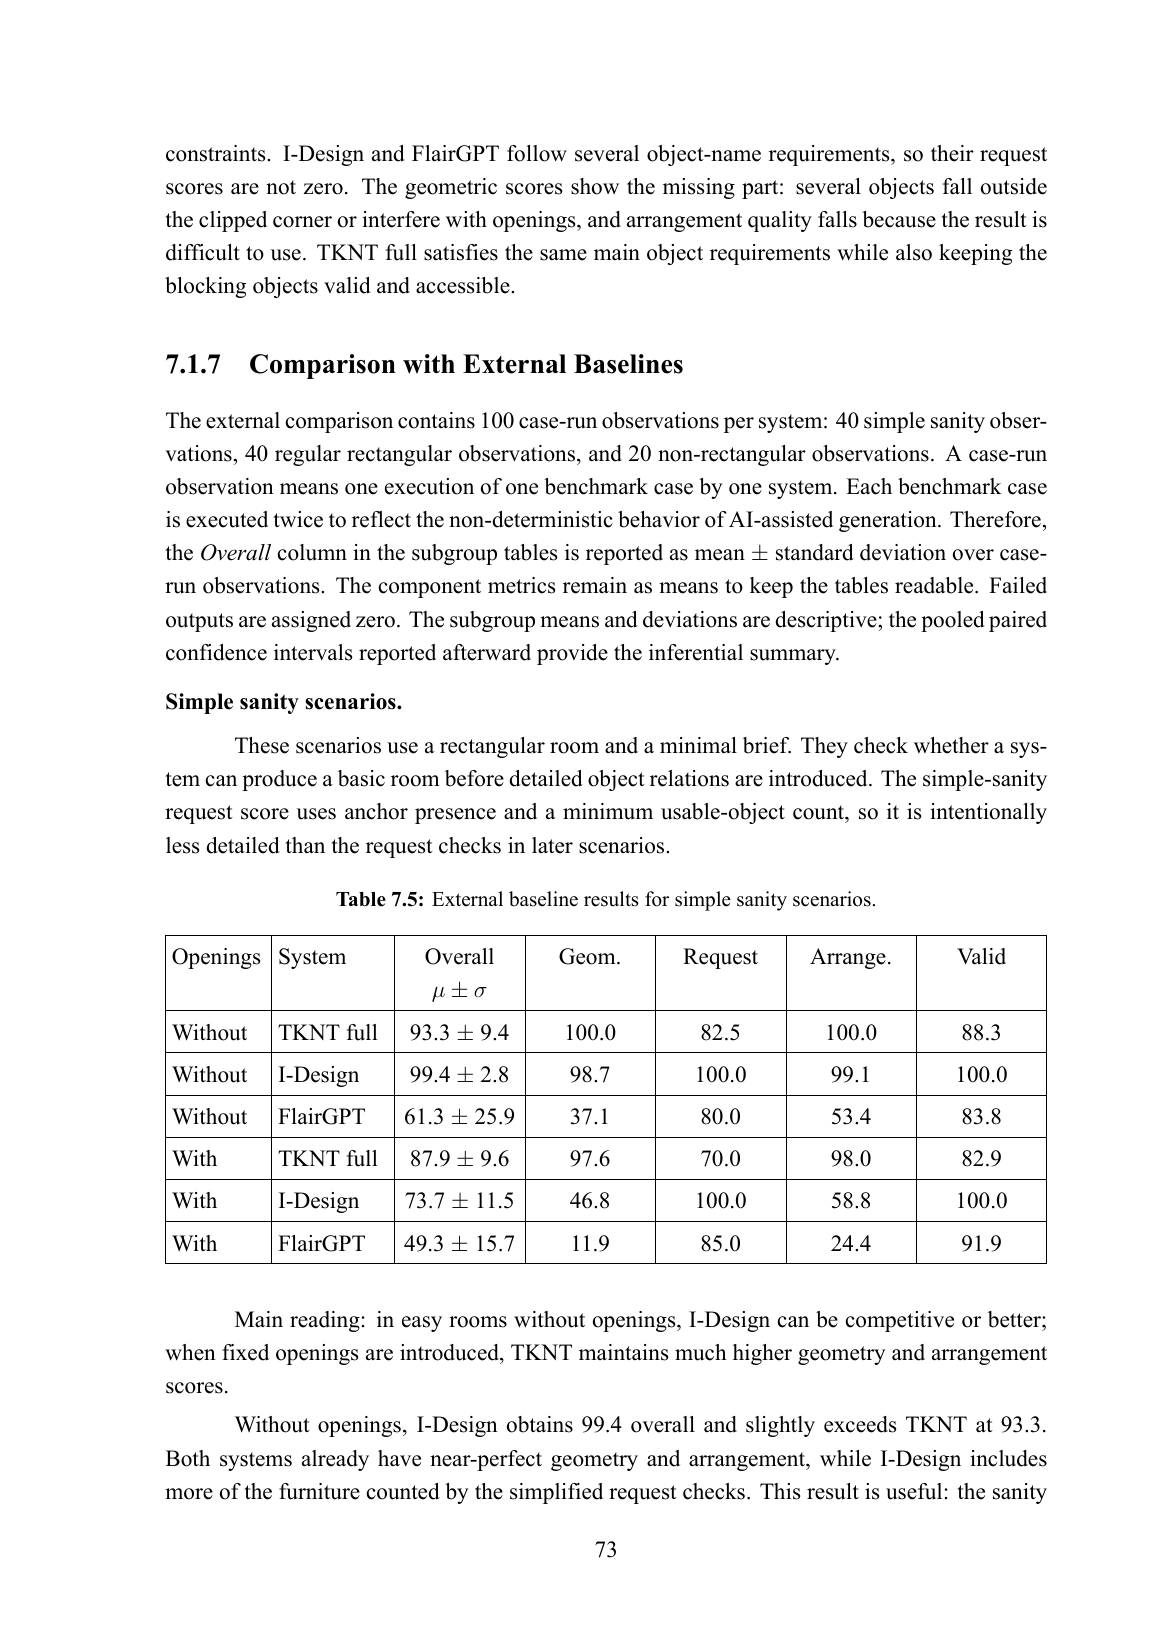 constraints. I-Design and FlairGPT follow several object-name requirements, so their request
scores are not zero. The geometric scores show the missing part: several objects fall outside
the clipped corner or interfere with openings, and arrangement quality falls because the result is
difficult to use. TKNT full satisfies the same main object requirements while also keeping the
blocking objects valid and accessible.
7.1.7 Comparison with External Baselines
The external comparison contains 100 case-run observations per system: 40 simple sanity obser-
vations, 40 regular rectangular observations, and 20 non-rectangular observations. A case-run
observation means one execution of one benchmark case by one system. Each benchmark case
is executed twice to reflect the non-deterministic behavior of AI-assisted generation. Therefore,
the Overall column in the subgroup tables is reported as mean ± standard deviation over case-
run observations. The component metrics remain as means to keep the tables readable. Failed
outputs are assigned zero. The subgroup means and deviations are descriptive; the pooled paired
confidence intervals reported afterward provide the inferential summary.
Simple sanity scenarios.
These scenarios use a rectangular room and a minimal brief. They check whether a sys-
tem can produce a basic room before detailed object relations are introduced. The simple-sanity
request score uses anchor presence and a minimum usable-object count, so it is intentionally
less detailed than the request checks in later scenarios.
Table 7.5: External baseline results for simple sanity scenarios.
Openings System Overall Geom. Request Arrange. Valid
μ ± σ
Without TKNT full 93.3 ± 9.4 100.0 82.5 100.0 88.3
Without I-Design 99.4 ± 2.8 98.7 100.0 99.1 100.0
Without FlairGPT 61.3 ± 25.9 37.1 80.0 53.4 83.8
With TKNT full 87.9 ± 9.6 97.6 70.0 98.0 82.9
With I-Design 73.7 ± 11.5 46.8 100.0 58.8 100.0
With FlairGPT 49.3 ± 15.7 11.9 85.0 24.4 91.9
Main reading: in easy rooms without openings, I-Design can be competitive or better;
when fixed openings are introduced, TKNT maintains much higher geometry and arrangement
scores.
Without openings, I-Design obtains 99.4 overall and slightly exceeds TKNT at 93.3.
Both systems already have near-perfect geometry and arrangement, while I-Design includes
more of the furniture counted by the simplified request checks. This result is useful: the sanity
73